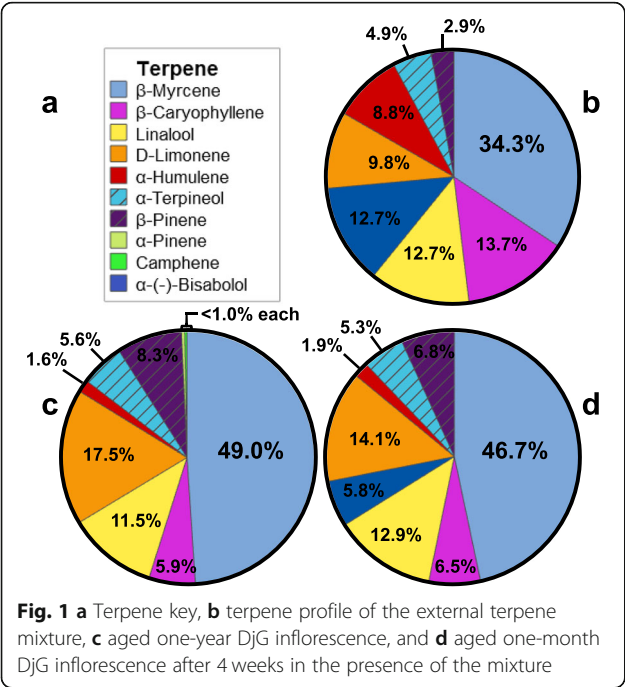 a
Terpene
β-Myrcene
β-Caryophyllene
Linalool
D-Limonene
α-Humulene
α-Terpineol
β-Pinene
α-Pinene
Camphene
α-(-)-Bisabolol
b
2.9%
4.9%
8.8%
34.3%
9.8%
12.7%
12.7%
13.7%
c
<1.0% each
5.6%
8.3%
1.6%
17.5%
49.0%
11.5%
5.9%
d
5.3%
6.8%
1.9%
14.1%
46.7%
5.8%
12.9%
6.5%
Fig. 1 a Terpene key, b terpene profile of the external terpene
mixture, c aged one-year DjG inflorescence, and d aged one-month
DjG inflorescence after 4 weeks in the presence of the mixture